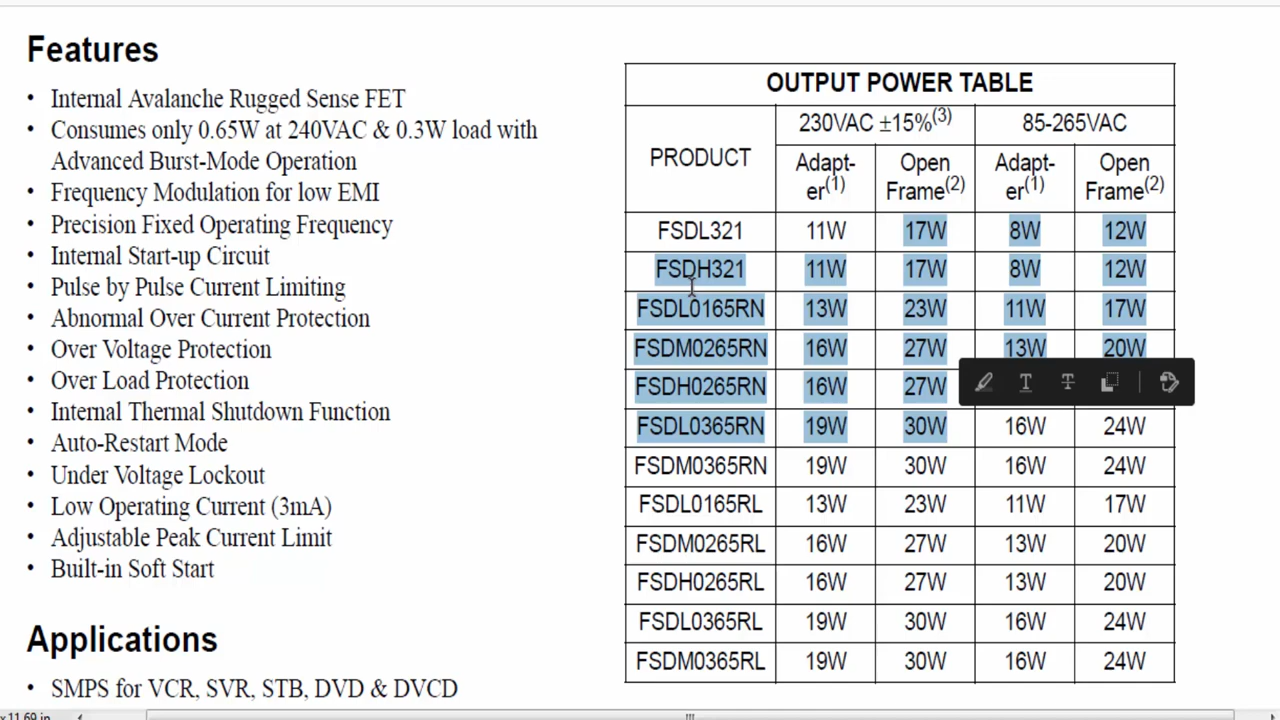 Features
• Internal Avalanche Rugged Sense FET
• Consumes only 0.65W at 240VAC & 0.3W load with
Advanced Burst-Mode Operation
• Frequency Modulation for low EMI
• Precision Fixed Operating Frequency
• Internal Start-up Circuit
• Pulse by Pulse Current Limiting
• Abnormal Over Current Protection
• Over Voltage Protection
• Over Load Protection
• Internal Thermal Shutdown Function
• Auto-Restart Mode
• Under Voltage Lockout
• Low Operating Current (3mA)
• Adjustable Peak Current Limit
• Built-in Soft Start
Applications
• SMPS for VCR, SVR, STB, DVD & DVCD
OUTPUT POWER TABLE
PRODUCT 230VAC ±15%(3) 85-265VAC
Adapt- Open Adapt- Open
er(1) Frame(2) er(1) Frame(2)
FSDL321 11W 17W 8W 12W
FSDH321 11W 17W 8W 12W
FSDL0165RN 13W 23W 11W 17W
FSDM0265RN 16W 27W 13W 20W
FSDH0265RN 16W 27W
FSDL0365RN 19W 30W 16W 24W
FSDM0365RN 19W 30W 16W 24W
FSDL0165RL 13W 23W 11W 17W
FSDM0265RL 16W 27W 13W 20W
FSDH0265RL 16W 27W 13W 20W
FSDL0365RL 19W 30W 16W 24W
FSDM0365RL 19W 30W 16W 24W
x 11.69 in